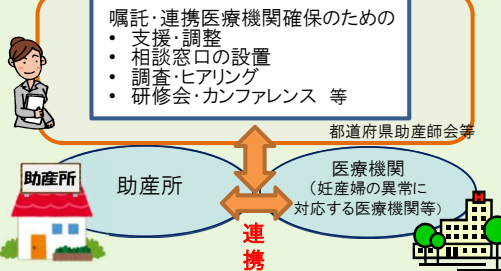 嘱託・連携医療機関確保のための
• 支援・調整
• 相談窓口の設置
• 調査・ヒアリング
• 研修会・カンファレンス 等
都道府県助産師会等
助産所
助産所
医療機関
（妊産婦の異常に
対応する医療機関等）
連
携